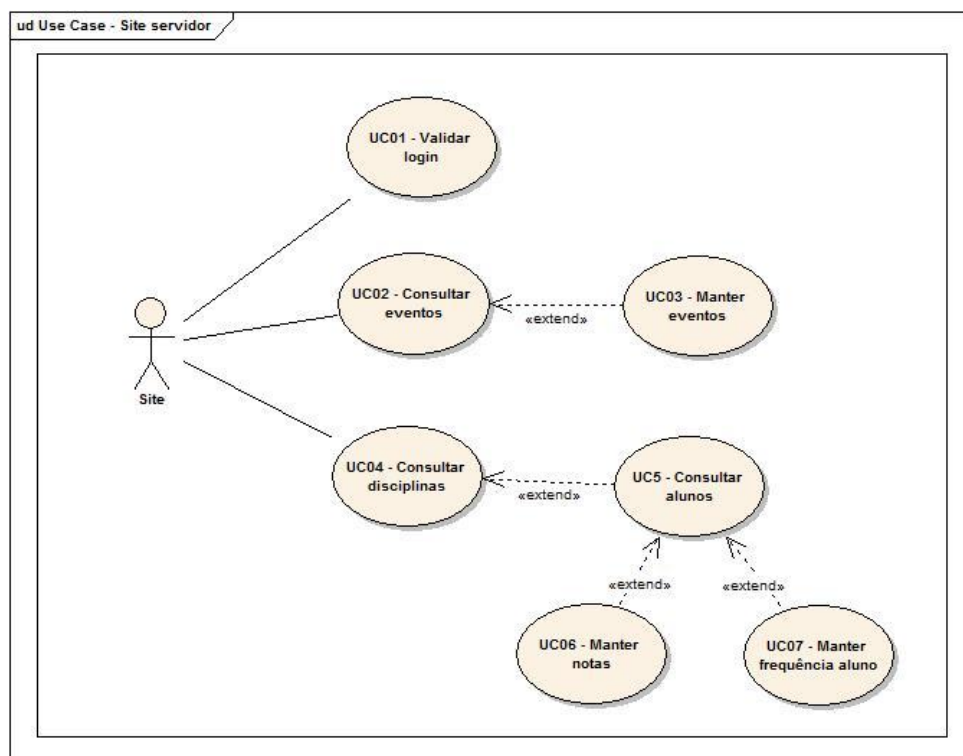 ud Use Case - Site servidor
UC01 - Validar
login
UC02 - Consultar
eventos
«extend»
UC03 - Manter
eventos
Site
UC04 - Consultar
disciplinas
«extend»
UC5 - Consultar
alunos
«extend»
«extend»
UC06 - Manter
notas
UC07 - Manter
frequência aluno